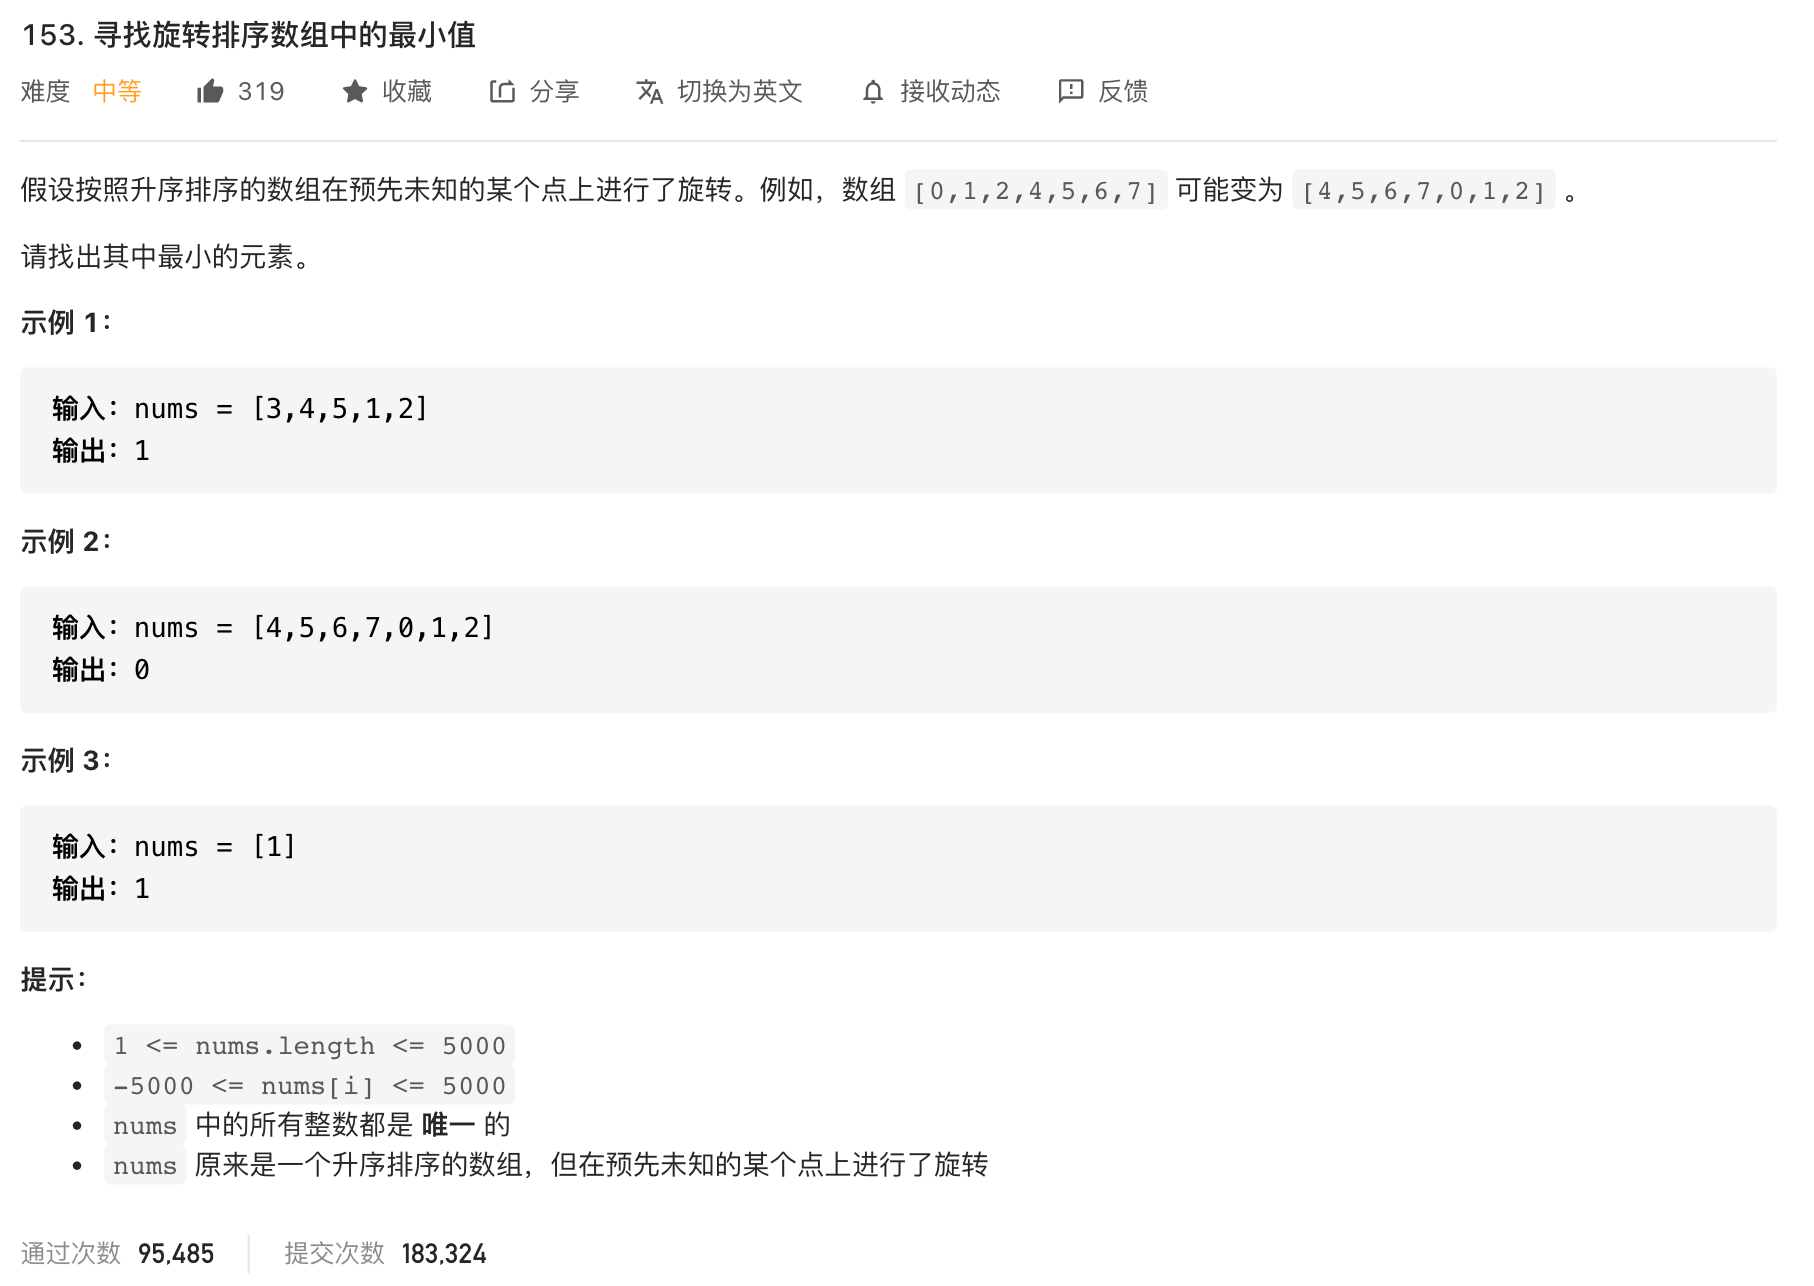 153. 寻找旋转排序数组中的最小值
难度 中等 319 收藏 分享 切换为英文 接收动态 反馈
假设按照升序排序的数组在预先未知的某个点上进行了旋转。例如，数组 [0,1,2,4,5,6,7] 可能变为 [4,5,6,7,0,1,2] 。
请找出其中最小的元素。
示例 1：
输入：nums = [3,4,5,1,2]
输出：1
示例 2：
输入：nums = [4,5,6,7,0,1,2]
输出：0
示例 3：
输入：nums = [1]
输出：1
提示：
• 1 <= nums.length <= 5000
• -5000 <= nums[i] <= 5000
• nums 中的所有整数都是 唯一 的
• nums 原来是一个升序排序的数组，但在预先未知的某个点上进行了旋转
通过次数 95,485 提交次数 183,324